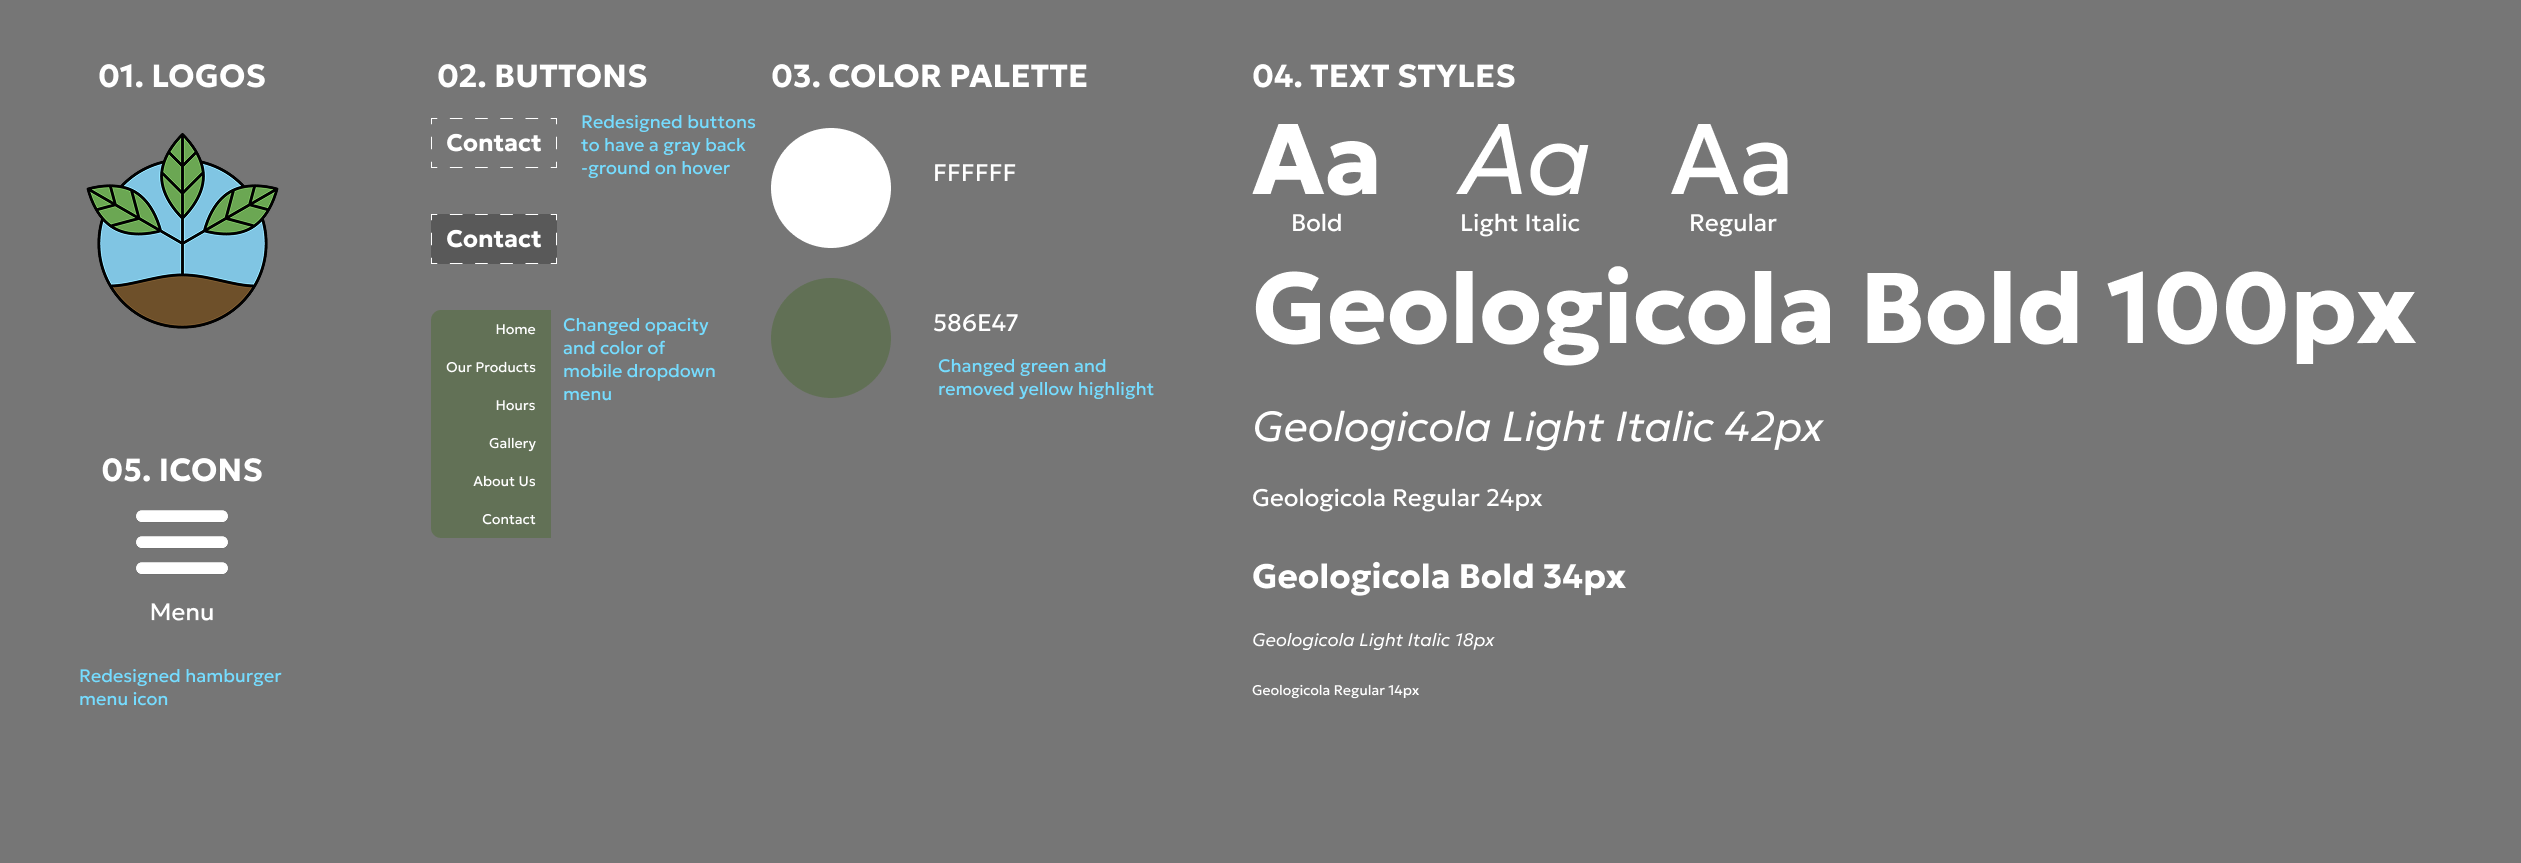 01. LOGOS
02. BUTTONS
Contact
Redesigned buttons
to have a gray back
-ground on hover
Contact
Home
Our Products
Hours
Gallery
About Us
Contact
Changed opacity
and color of
mobile dropdown
menu
03. COLOR PALETTE
FFFFFF
586E47
Changed green and
removed yellow highlight
04. TEXT STYLES
Aa Aa Aa
Bold Light Italic Regular
Geologicola Bold 100px
Geologicola Light Italic 42px
Geologicola Regular 24px
Geologicola Bold 34px
Geologicola Light Italic 18px
Geologicola Regular 14px
05. ICONS
Menu
Redesigned hamburger
menu icon